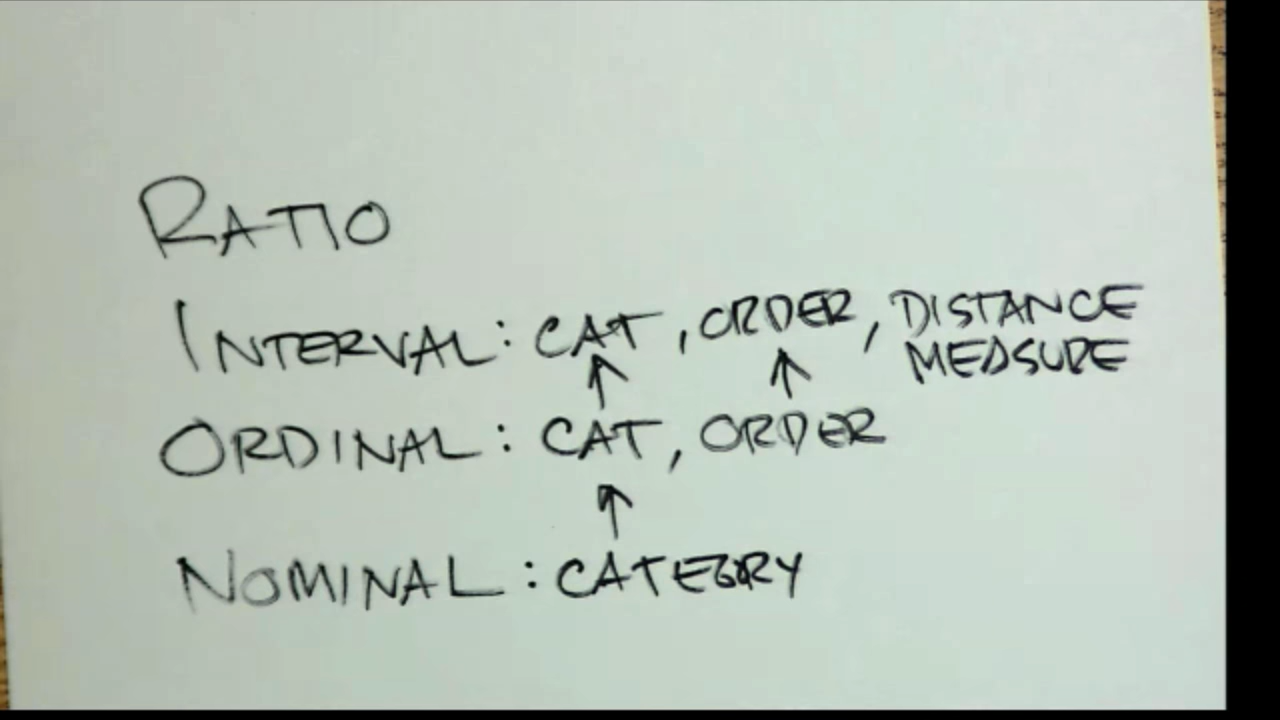 RATIO
INTERVAL: CAT, ORDER, DISTANCE
MEASURE
ORDINAL: CAT, ORDER
NOMINAL: CATEGORY